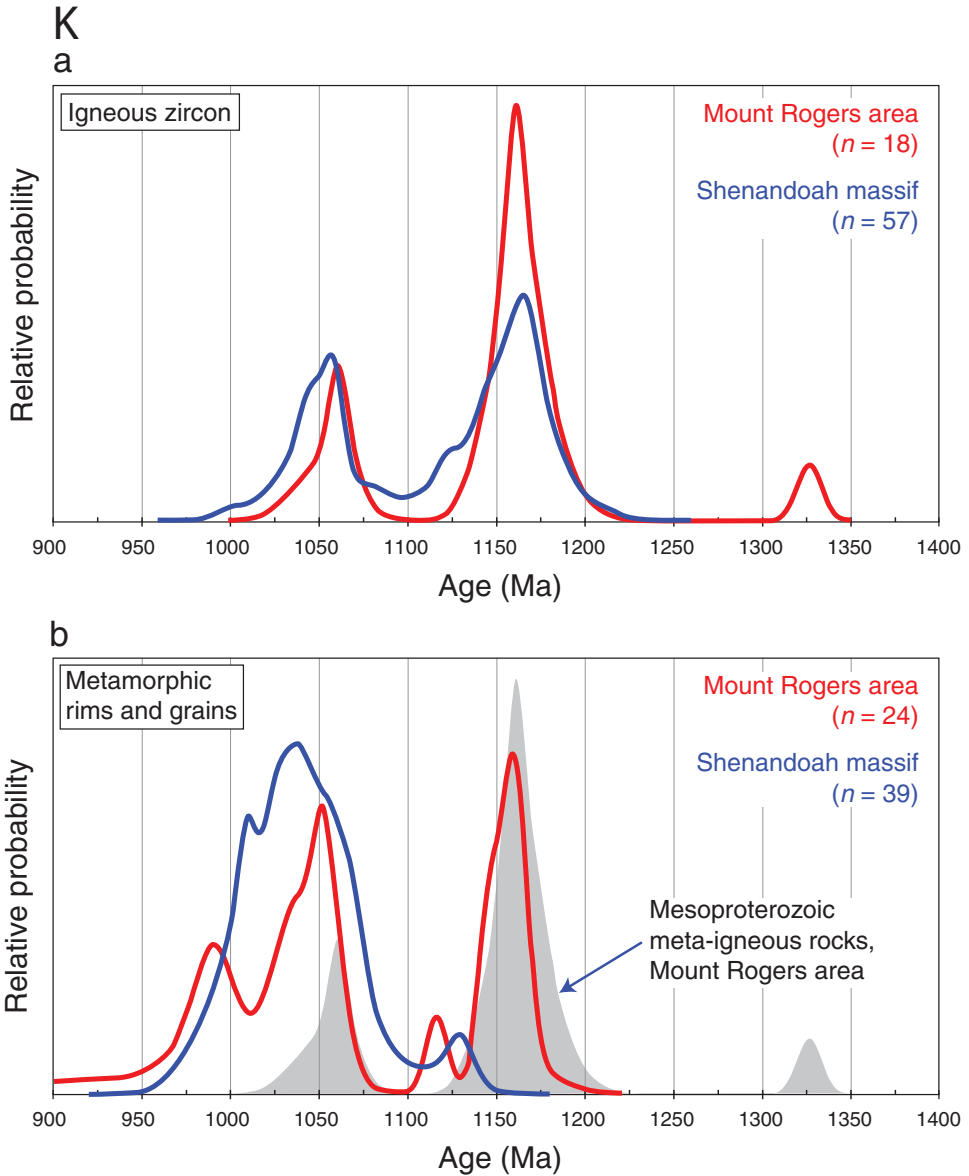 K
a
Igneous zircon
Mount Rogers area
(n = 18)
Shenandoah massif
(n = 57)
Relative probability
900 950 1000 1050 1100 1150 1200 1250 1300 1350 1400
Age (Ma)
b
Metamorphic
rims and grains
Mount Rogers area
(n = 24)
Shenandoah massif
(n = 39)
Mesoproterozoic
meta-igneous rocks,
Mount Rogers area
Relative probability
900 950 1000 1050 1100 1150 1200 1250 1300 1350 1400
Age (Ma)